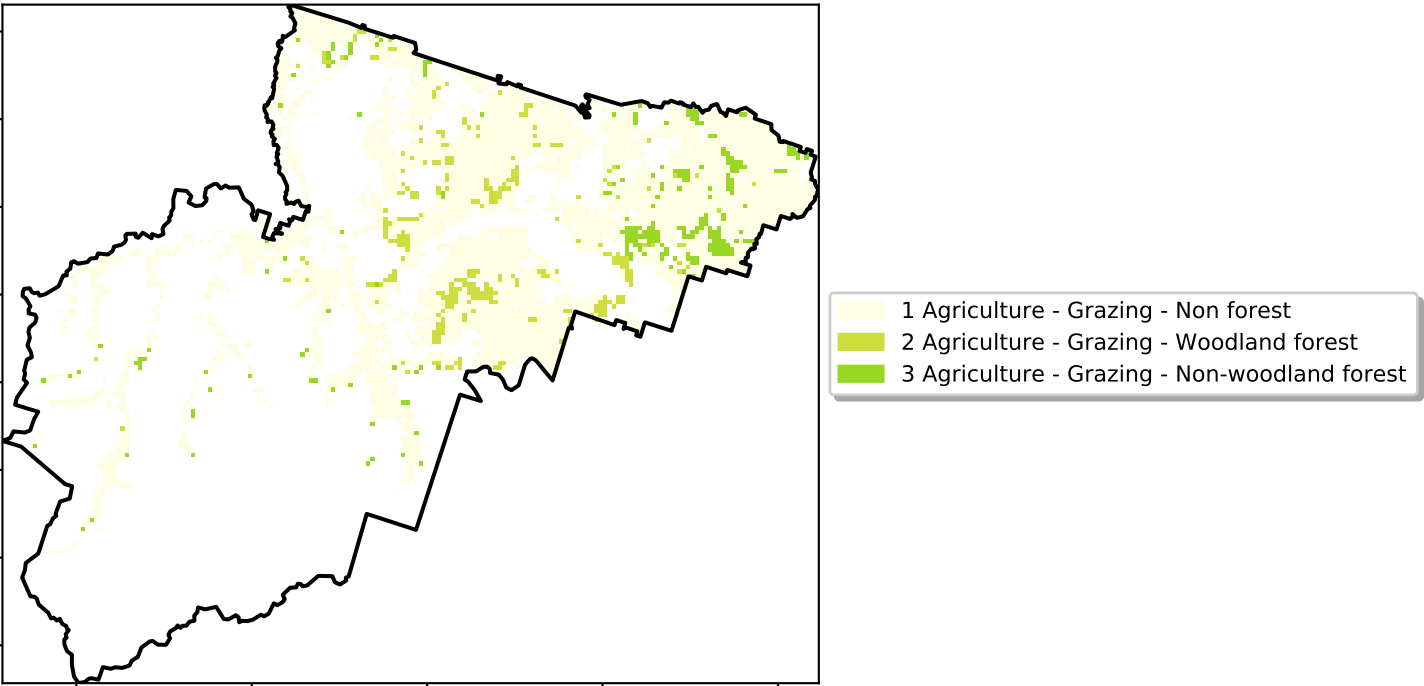 1 Agriculture - Grazing - Non forest
2 Agriculture - Grazing - Woodland forest
3 Agriculture - Grazing - Non-woodland forest